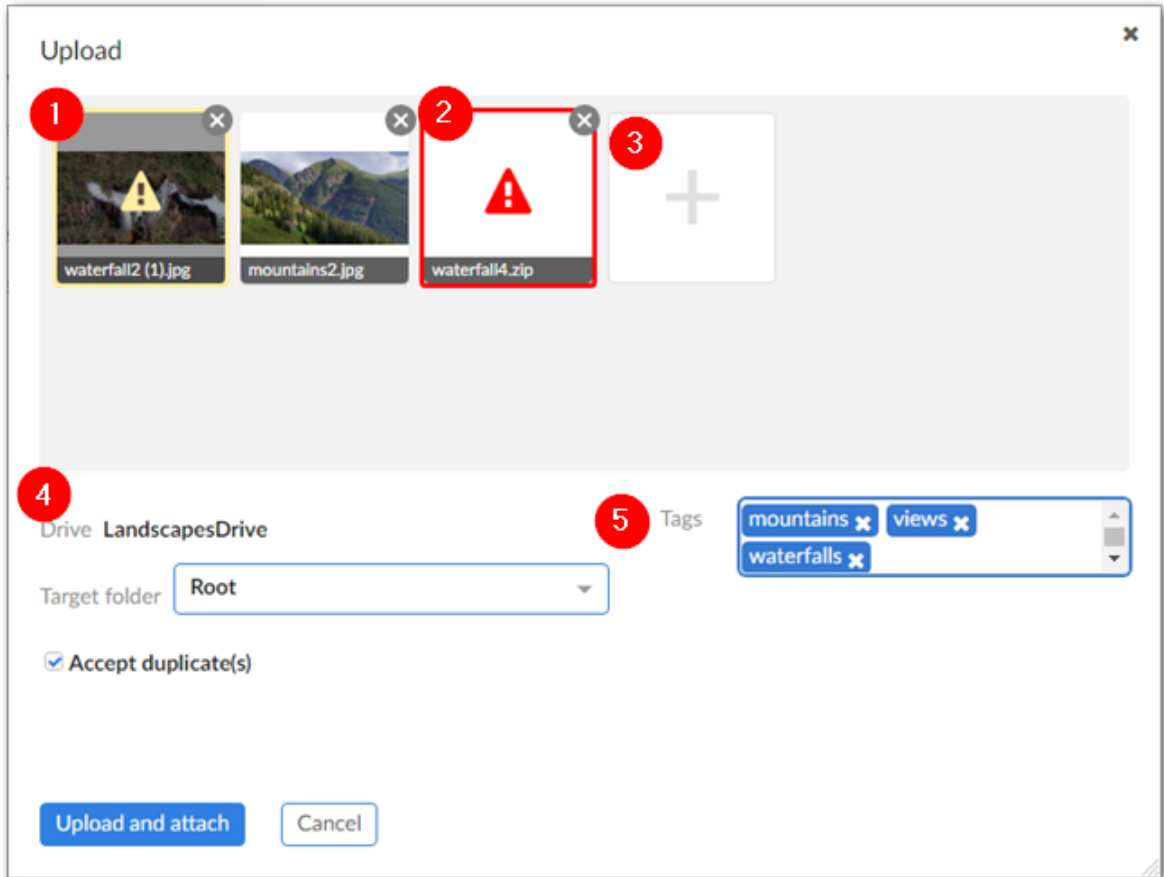 Upload
1
2
3
waterfall2 (1).jpg
mountains2.jpg
waterfall4.zip
4
Drive LandscapesDrive
5
Tags
mountains
views
waterfalls
Target folder
Root
Accept duplicate(s)
Upload and attach
Cancel